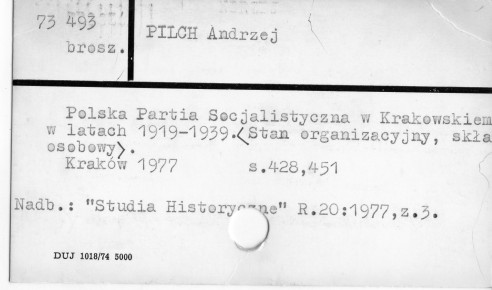 73 493
brosz.
PILCH Andrzej
Polska Partia Socjalistyczna w Krakowskiem
w latach 1919-1939.<Stan organizacyjny, skła
osobowy>.
Kraków 1977 s.428,451
Nadb.: "Studia Historyczne" R.20:1977,z.3.
DUJ 1018/74 5000